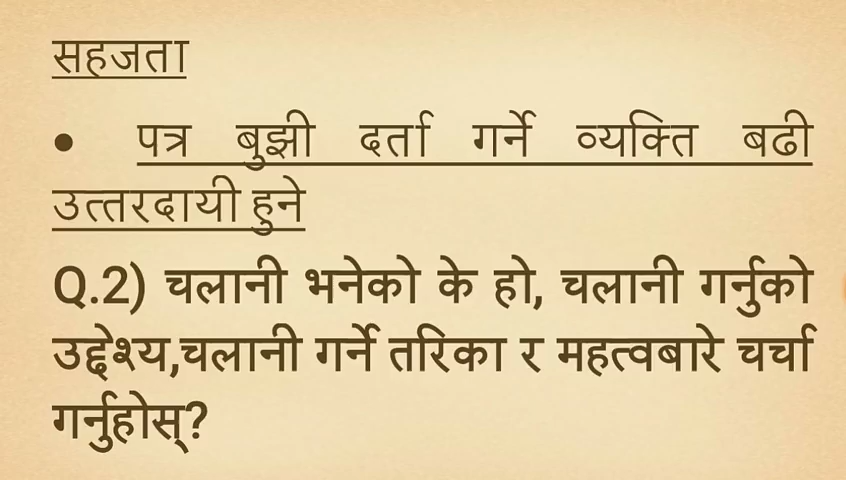 सहजता
• पत्र बुझी दर्ता गर्ने व्यक्ति बढी
उत्तरदायी हुने
Q.2) चलानी भनेको के हो, चलानी गर्नुको
उद्देश्य,चलानी गर्ने तरिका र महत्वबारे चर्चा
गर्नुहोस्?